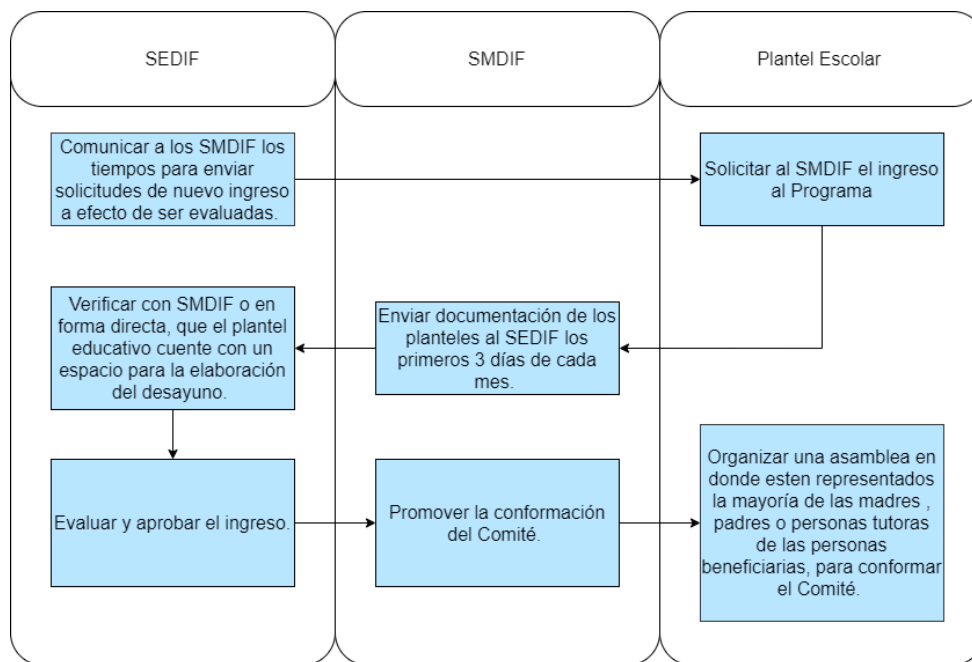 SEDIF
SMDIF
Plantel Escolar
Comunicar a los SMDIF los
tiempos para enviar
solicitudes de nuevo ingreso
a efecto de ser evaluadas.
Solicitar al SMDIF el ingreso
al Programa
Verificar con SMDIF o en
forma directa, que el plantel
educativo cuente con un
espacio para la elaboración
del desayuno.
Enviar documentación de los
planteles al SEDIF los
primeros 3 días de cada
mes.
Evaluar y aprobar el ingreso.
Promover la conformación
del Comité.
Organizar una asamblea en
donde esten representados
la mayoría de las madres ,
padres o personas tutoras
de las personas
beneficiarias, para conformar
el Comité.